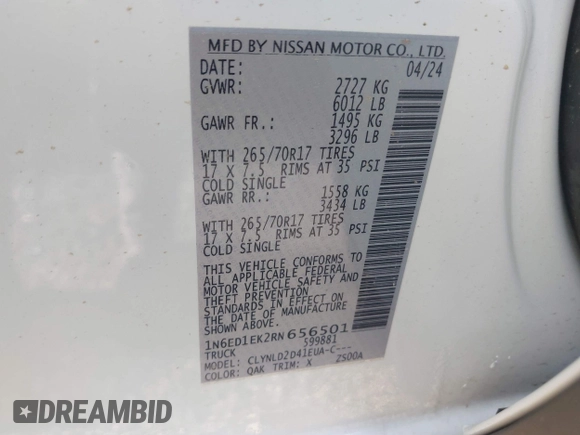 MFD BY NISSAN MOTOR CO., LTD.
DATE: 04/24
GVWR: 2727 KG
6012 LB
GAWR FR.: 1495 KG
3296 LB
WITH 265/70R17 TIRES
17 X 7.5 RIMS AT 35 PSI
COLD SINGLE
GAWR RR.: 1558 KG
3434 LB
WITH 265/70R17 TIRES
17 X 7.5 RIMS AT 35 PSI
COLD SINGLE
THIS VEHICLE CONFORMS TO
ALL APPLICABLE FEDERAL
MOTOR VEHICLE SAFETY AND
THEFT PREVENTION
STANDARDS IN EFFECT ON
THE DATE OF MANUFACTURE
SHOWN ABOVE.
1N6ED1EK2RN656501
TRUCK 599881
MODEL: CLYNLD2D41EUA-C---
COLOR: QAK TRIM: X ZS00A
DREAMBID